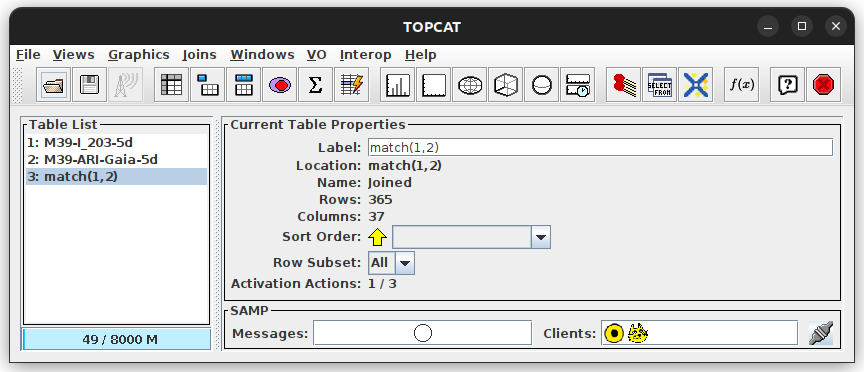 TOPCAT
File Views Graphics Joins Windows VO Interop Help
Σ SELECT FROM f(x) ?
Table List
1: M39-I_203-5d
2: M39-ARI-Gaia-5d
3: match(1,2)
49 / 8000 M
Current Table Properties
Label: match(1,2)
Location: match(1,2)
Name: Joined
Rows: 365
Columns: 37
Sort Order:
Row Subset: All
Activation Actions: 1 / 3
SAMP
Messages: Clients: